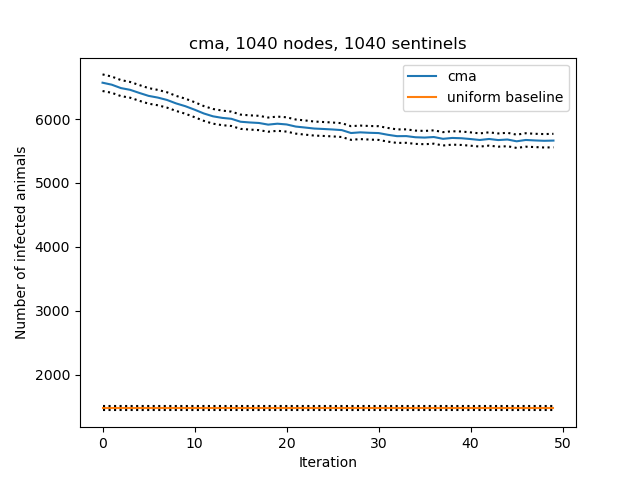 cma, 1040 nodes, 1040 sentinels
cma
uniform baseline
Number of infected animals
6000
5000
4000
3000
2000
0 10 20 30 40 50
Iteration